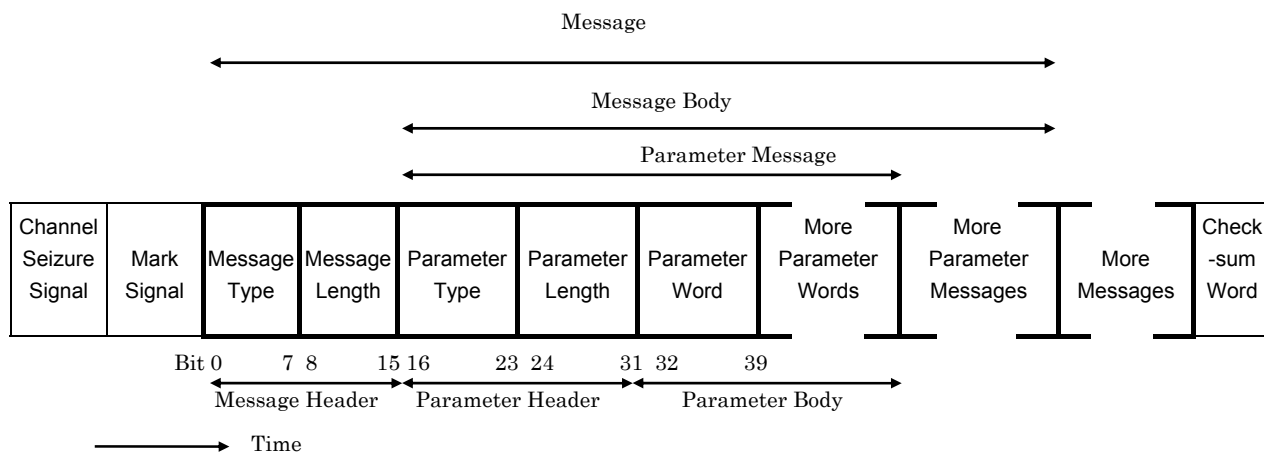 Message
Message Body
Parameter Message
Channel
Seizure
Signal
Mark
Signal
Message
Type
Message
Length
Parameter
Type
Parameter
Length
Parameter
Word
More
Parameter
Words
More
Parameter
Messages
More
Messages
Check
-sum
Word
Bit 0 7 8 15 16 23 24 31 32 39
Message Header Parameter Header Parameter Body
Time